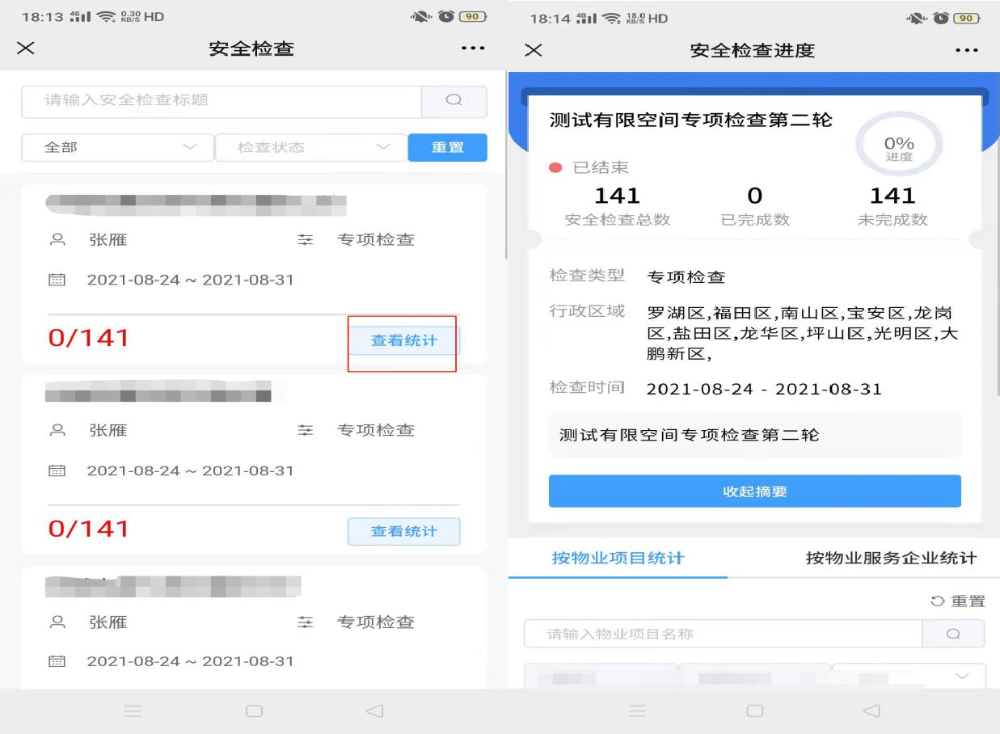 18:13 4G 0.30 KB/S HD 90
安全检查
请输入安全检查标题
全部 检查状态 重置
张雁 专项检查
2021-08-24 ~ 2021-08-31
0/141 查看统计
张雁 专项检查
2021-08-24 ~ 2021-08-31
0/141 查看统计
张雁 专项检查
2021-08-24 ~ 2021-08-31
18:14 4G 18.0 KB/S HD 90
安全检查进度
测试有限空间专项检查第二轮
0%
进度
已结束
141 0 141
安全检查总数 已完成数 未完成数
检查类型 专项检查
行政区域 罗湖区,福田区,南山区,宝安区,龙岗
区,盐田区,龙华区,坪山区,光明区,大
鹏新区,
检查时间 2021-08-24 - 2021-08-31
测试有限空间专项检查第二轮
收起摘要
按物业项目统计 按物业服务企业统计
重置
请输入物业项目名称